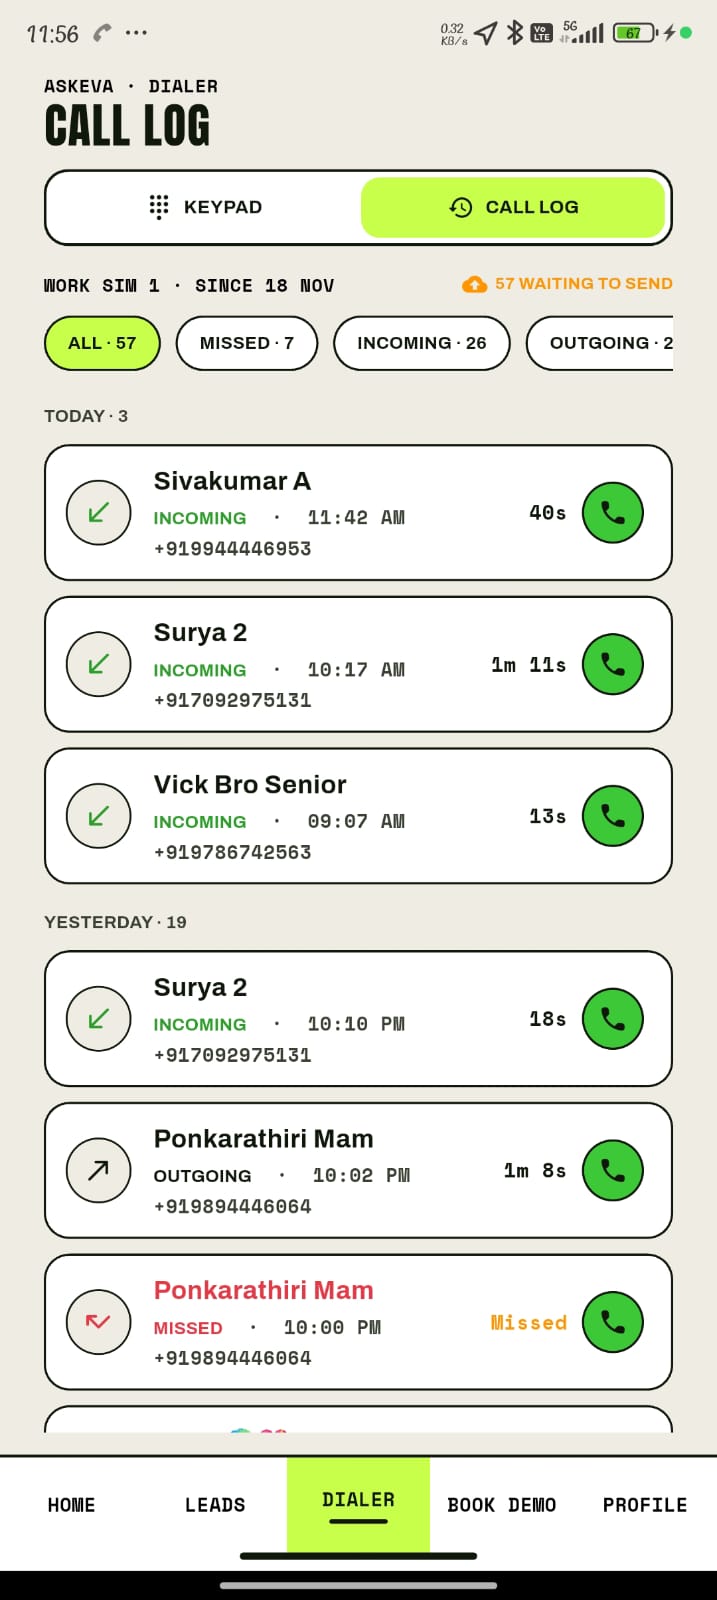 11:56
0.32 KB/s
Vo LTE
5G
67
ASKEVA · DIALER
CALL LOG
KEYPAD
CALL LOG
WORK SIM 1 · SINCE 18 NOV
57 WAITING TO SEND
ALL · 57
MISSED · 7
INCOMING · 26
OUTGOING · 2
TODAY · 3
Sivakumar A
INCOMING · 11:42 AM
40s
+919944446953
Surya 2
INCOMING · 10:17 AM
1m 11s
+917092975131
Vick Bro Senior
INCOMING · 09:07 AM
13s
+919786742563
YESTERDAY · 19
Surya 2
INCOMING · 10:10 PM
18s
+917092975131
Ponkarathiri Mam
OUTGOING · 10:02 PM
1m 8s
+919894446064
Ponkarathiri Mam
MISSED · 10:00 PM
Missed
+919894446064
HOME
LEADS
DIALER
BOOK DEMO
PROFILE